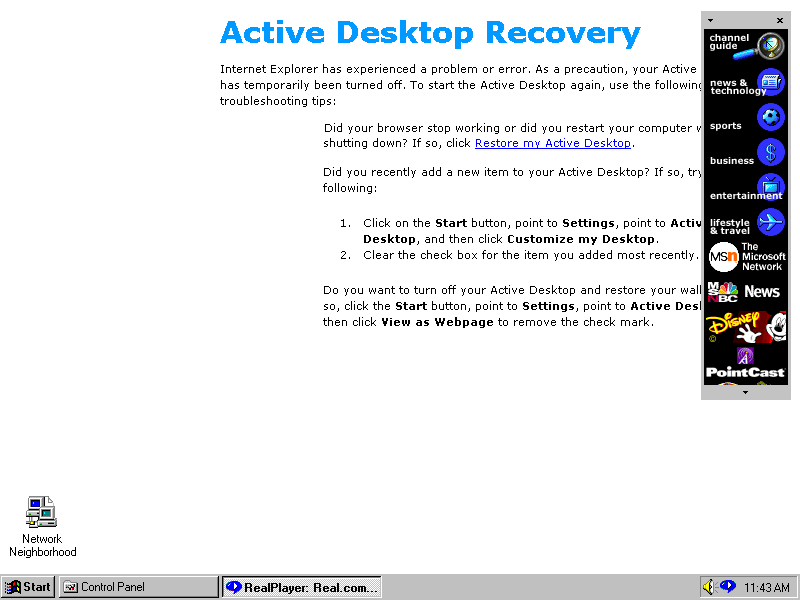 Active Desktop Recovery
Internet Explorer has experienced a problem or error. As a precaution, your Active
has temporarily been turned off. To start the Active Desktop again, use the following
troubleshooting tips:
Did your browser stop working or did you restart your computer w
shutting down? If so, click Restore my Active Desktop.
Did you recently add a new item to your Active Desktop? If so, try
following:
1. Click on the Start button, point to Settings, point to Activ
Desktop, and then click Customize my Desktop.
2. Clear the check box for the item you added most recently.
Do you want to turn off your Active Desktop and restore your wall
so, click the Start button, point to Settings, point to Active Desk
then click View as Webpage to remove the check mark.
channel
guide
news &
technology
sports
business
entertainment
lifestyle
& travel
msn
The
Microsoft
Network
MSNBC
News
Disney
PointCast
Network
Neighborhood
Start
Control Panel
RealPlayer: Real.com...
11:43 AM